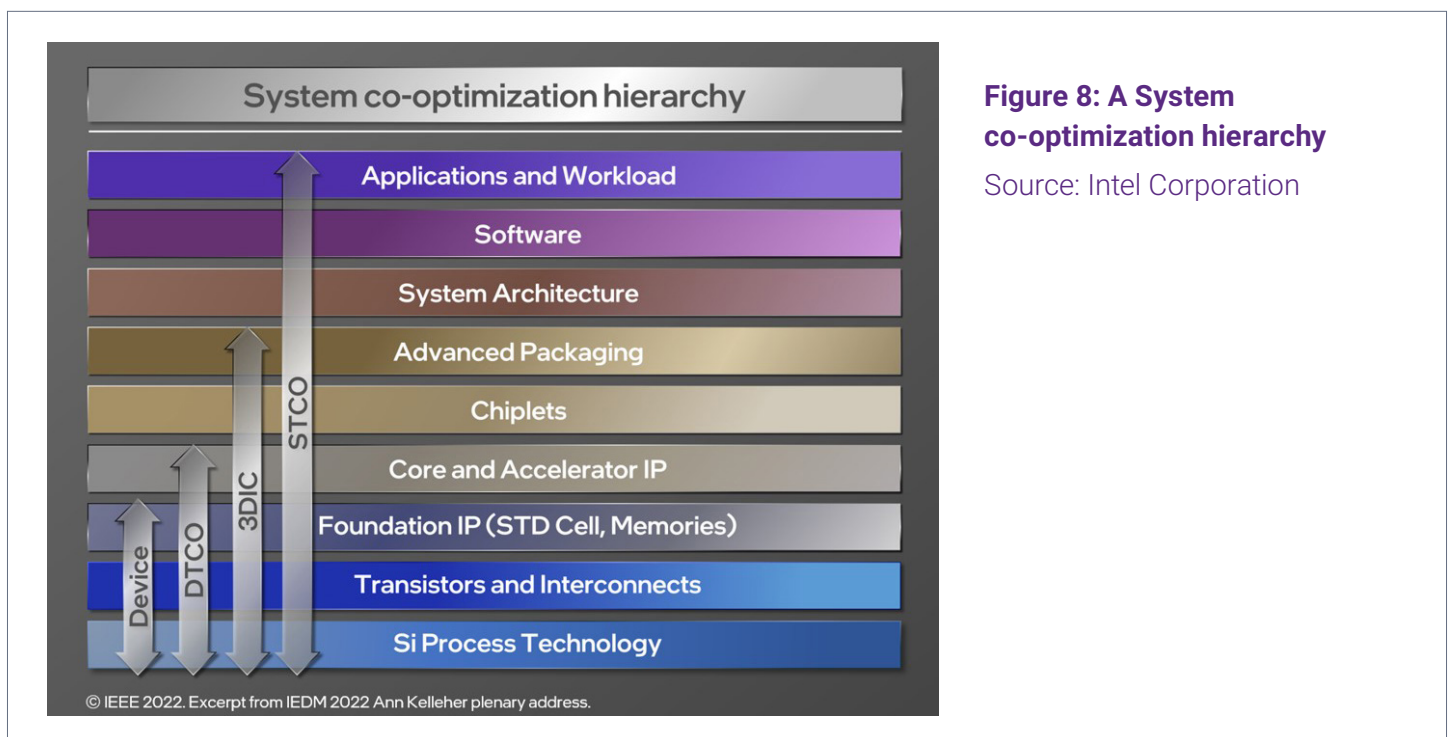 System co-optimization hierarchy
Applications and Workload
Software
System Architecture
Advanced Packaging
Chiplets
Core and Accelerator IP
Foundation IP (STD Cell, Memories)
Transistors and Interconnects
Si Process Technology
Device
DTCO
3DIC
STCO
© IEEE 2022. Excerpt from IEDM 2022 Ann Kelleher plenary address.
Figure 8: A System
co-optimization hierarchy
Source: Intel Corporation